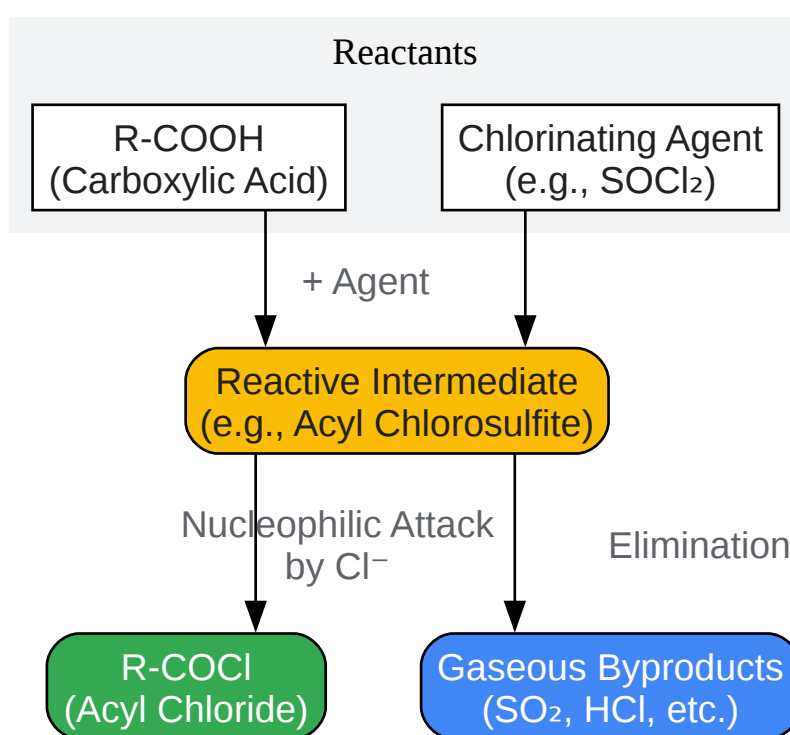 Reactants
R-COOH
(Carboxylic Acid)
Chlorinating Agent
(e.g., SOCl₂)
+ Agent
Reactive Intermediate
(e.g., Acyl Chlorosulfite)
Nucleophilic Attack
by Cl⁻
Elimination
R-COCl
(Acyl Chloride)
Gaseous Byproducts
(SO₂, HCl, etc.)